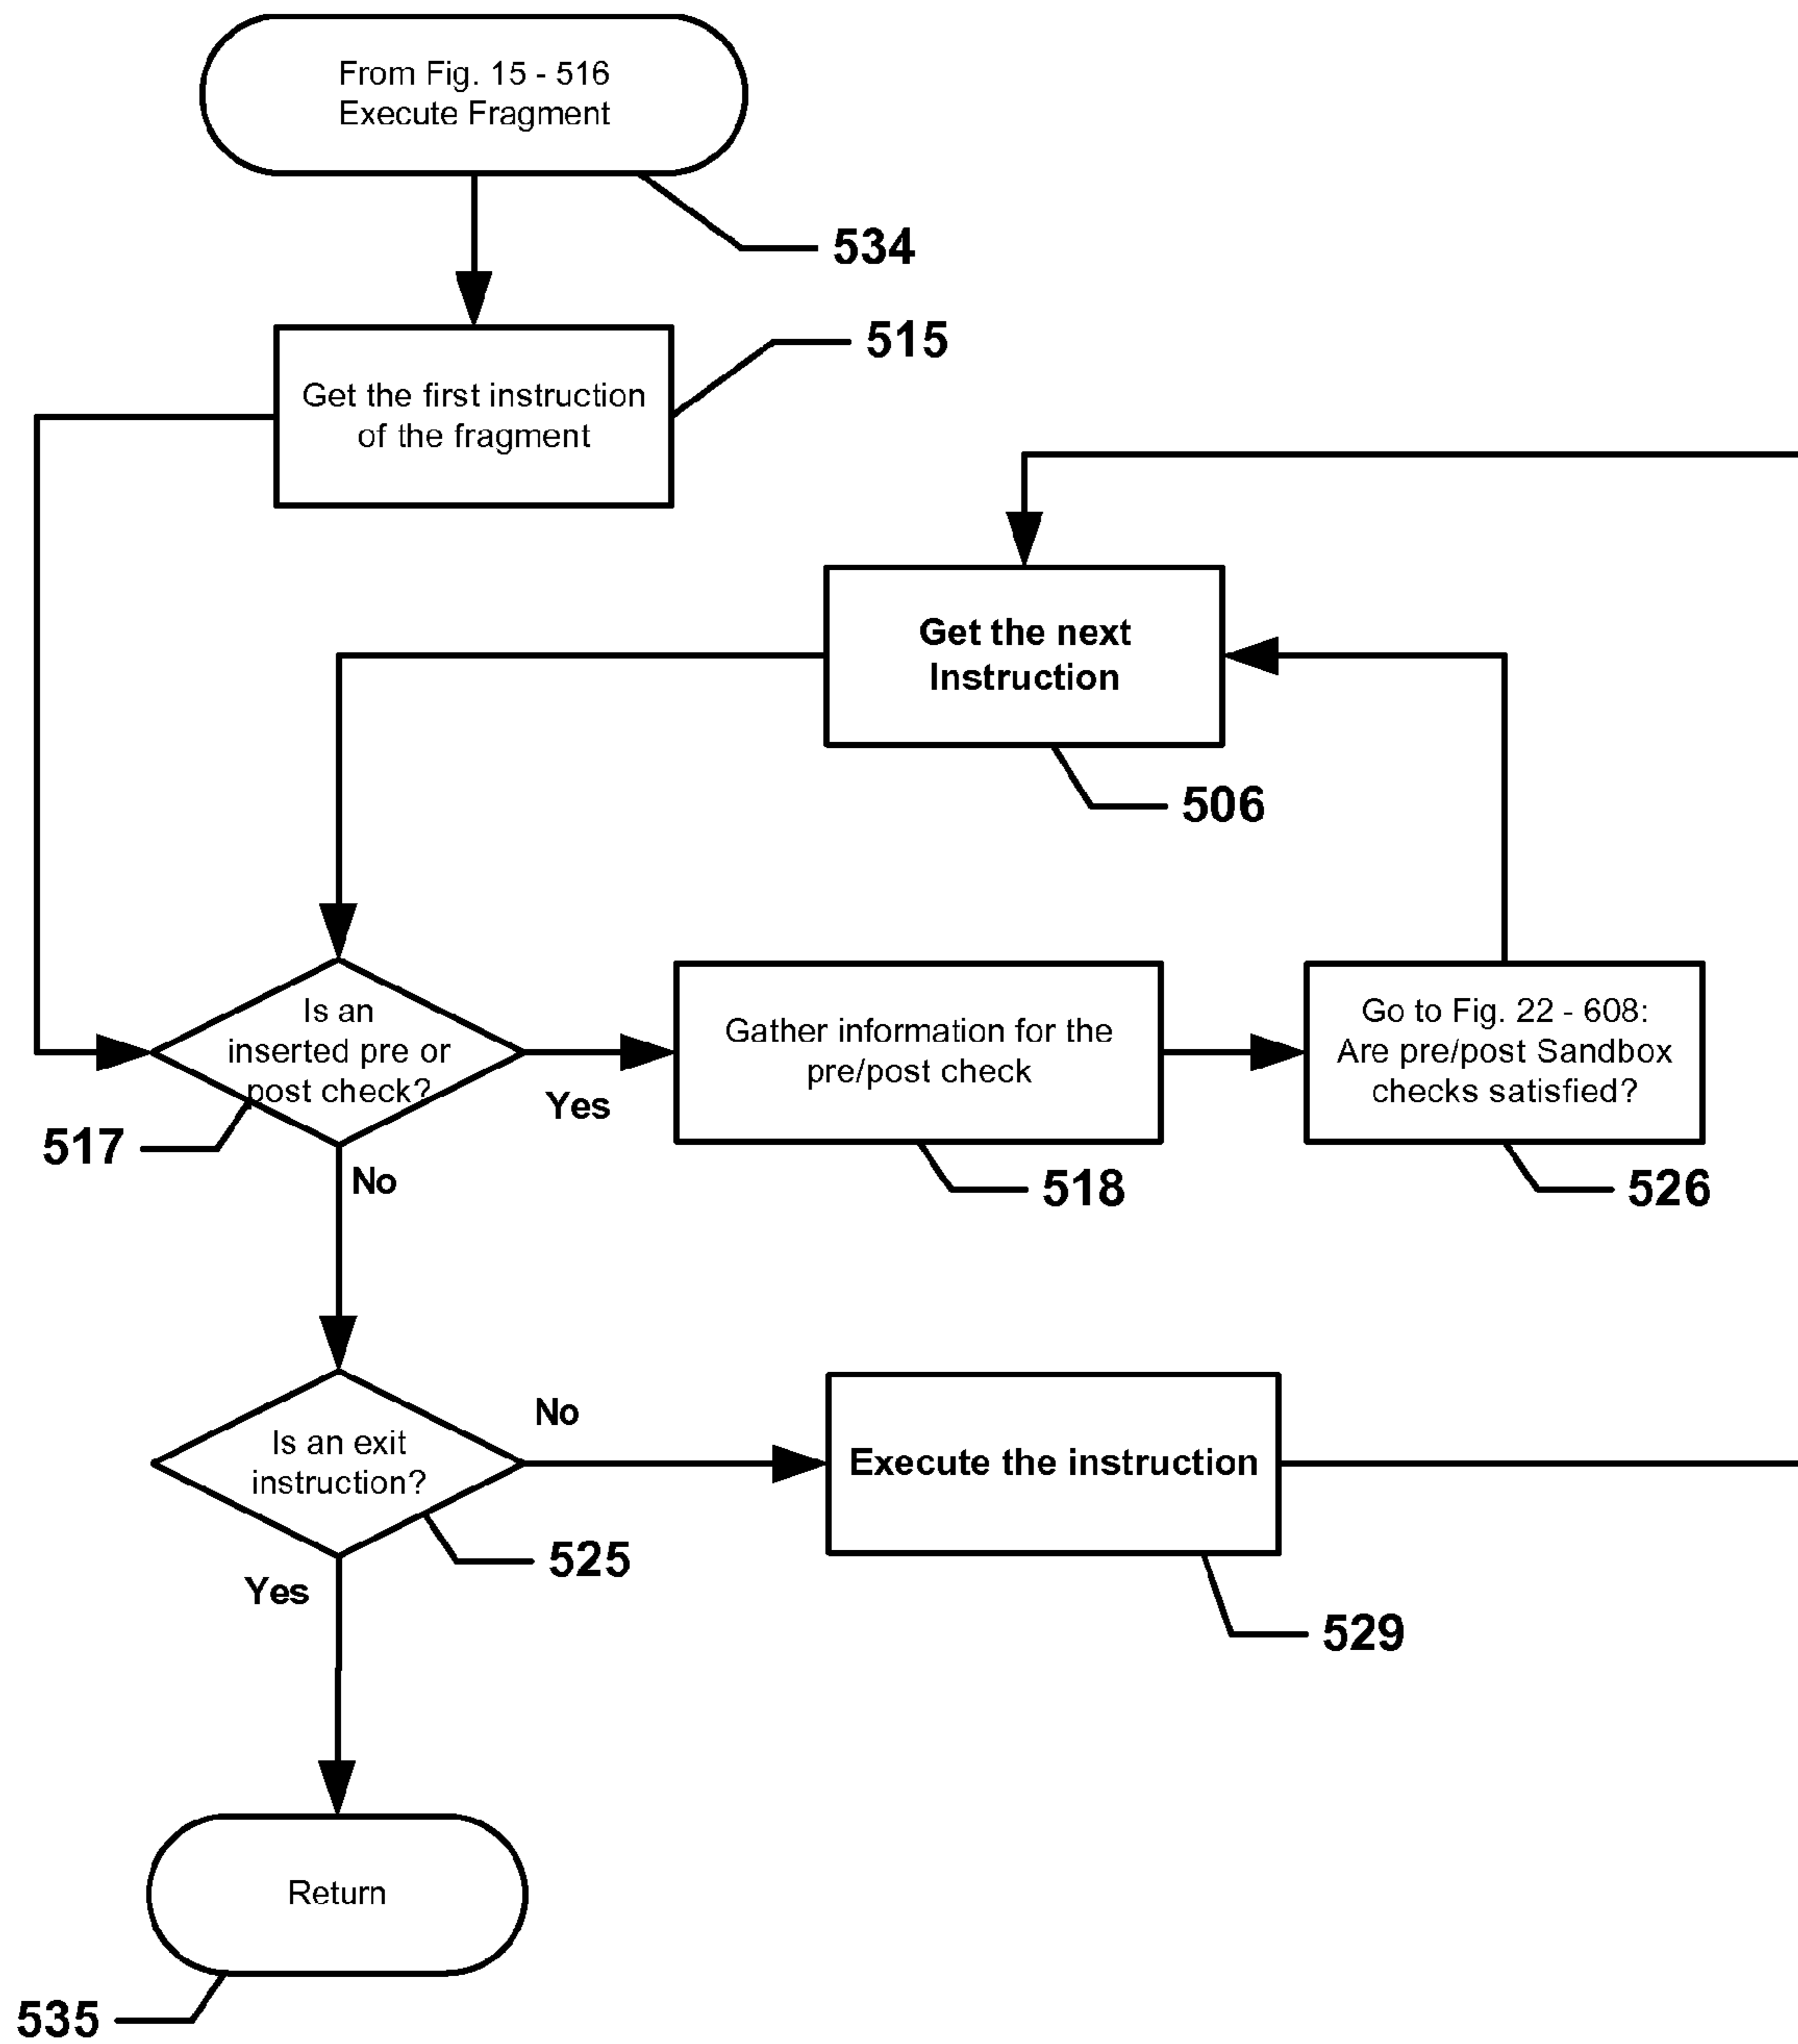 From Fig. 15 - 516
Execute Fragment
534
515
Get the first instruction
of the fragment
Get the next
Instruction
506
Is an
inserted pre or
post check?
Yes
517
No
Gather information for the
pre/post check
518
Go to Fig. 22 - 608:
Are pre/post Sandbox
checks satisfied?
526
Is an exit
instruction?
No
525
Yes
Execute the instruction
529
Return
535